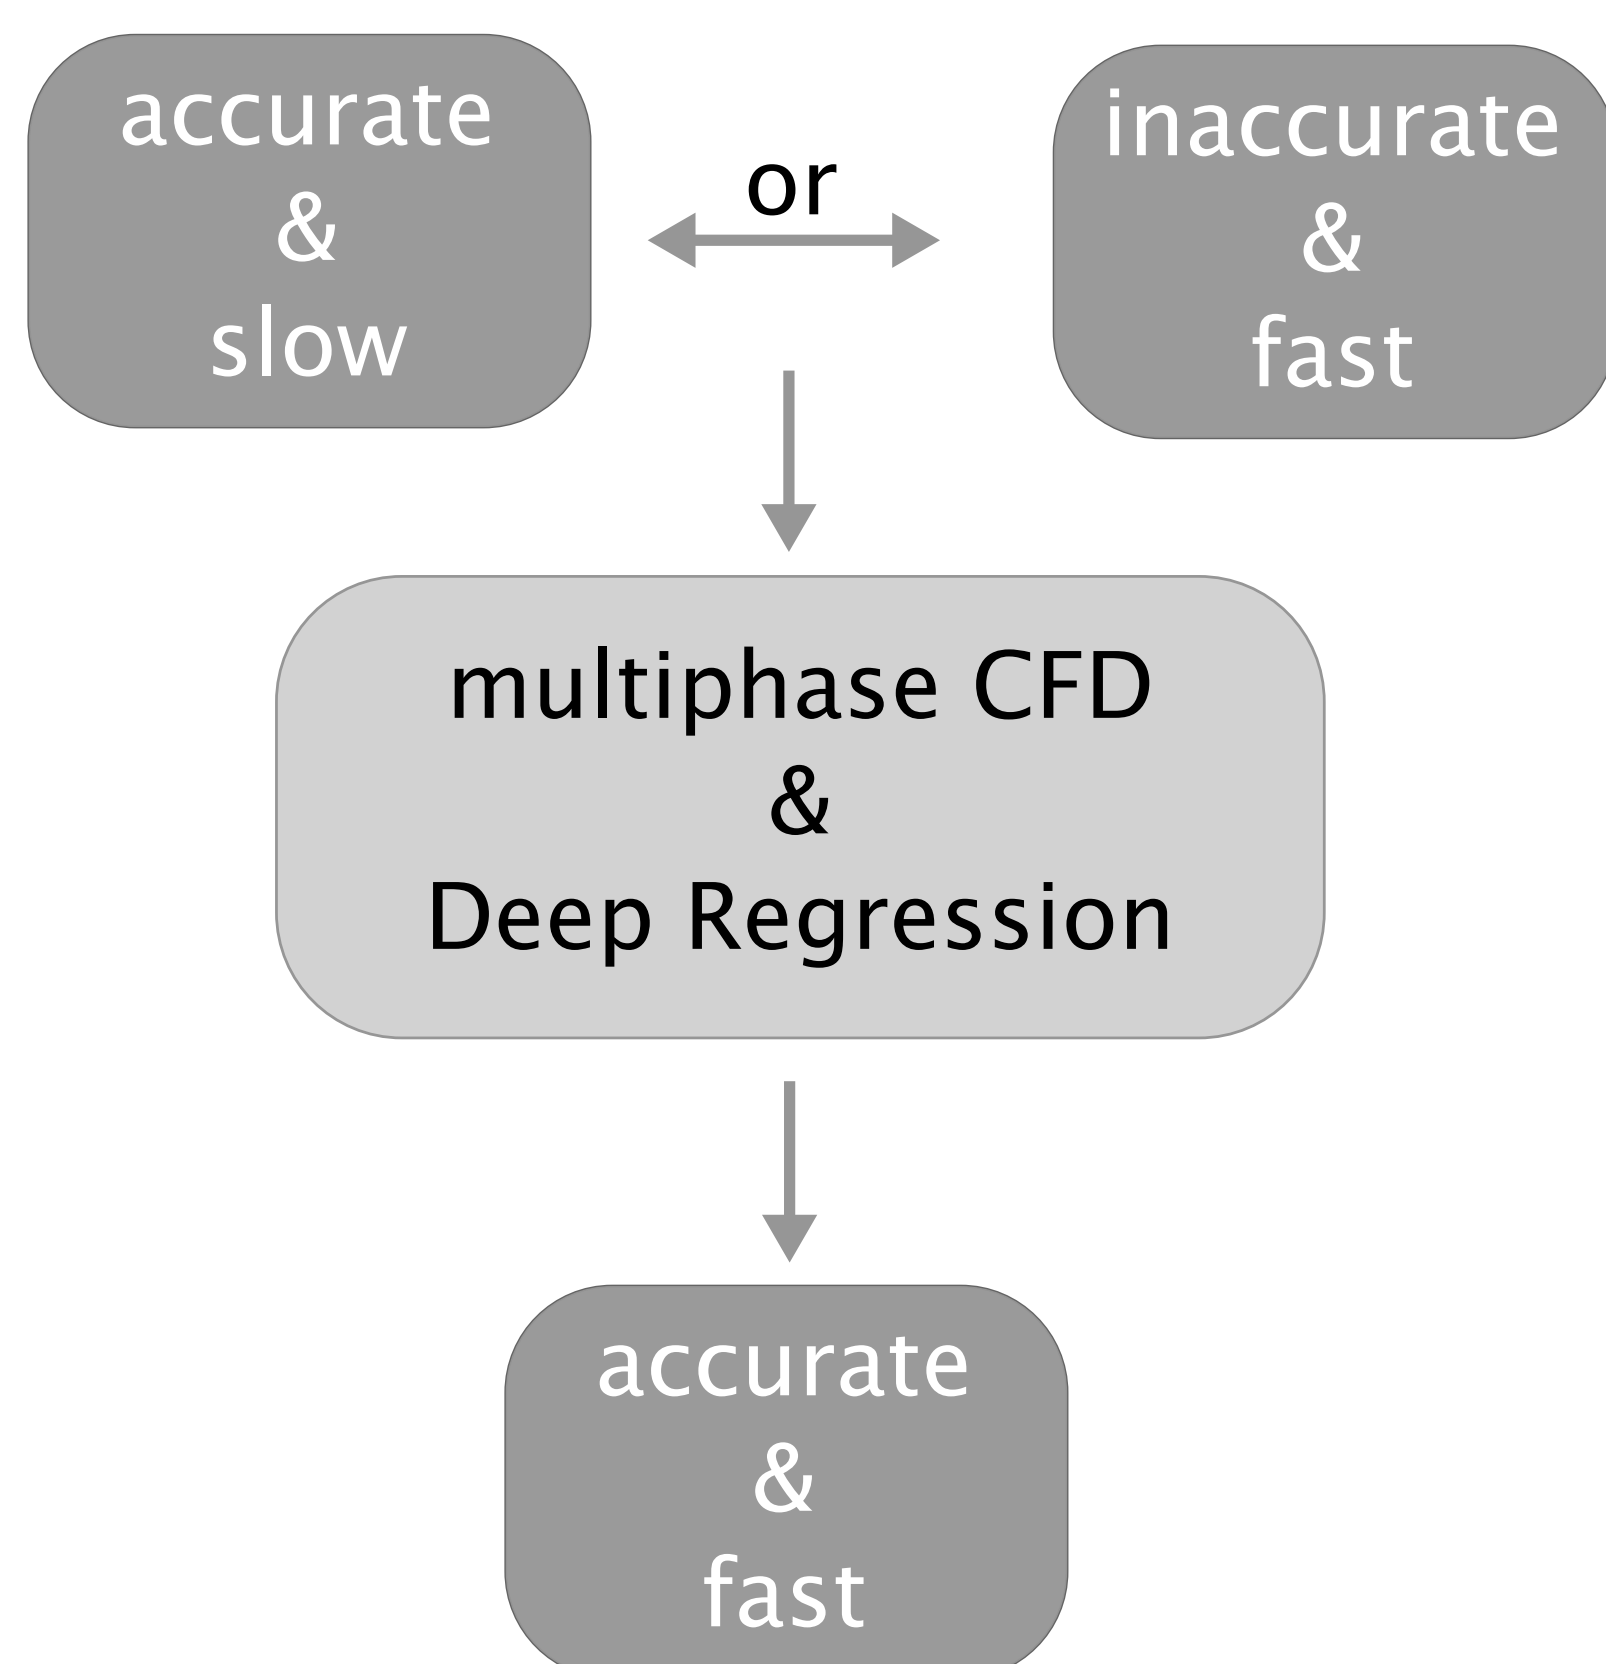 accurate
&
slow
or
inaccurate
&
fast
multiphase CFD
&
Deep Regression
accurate
&
fast